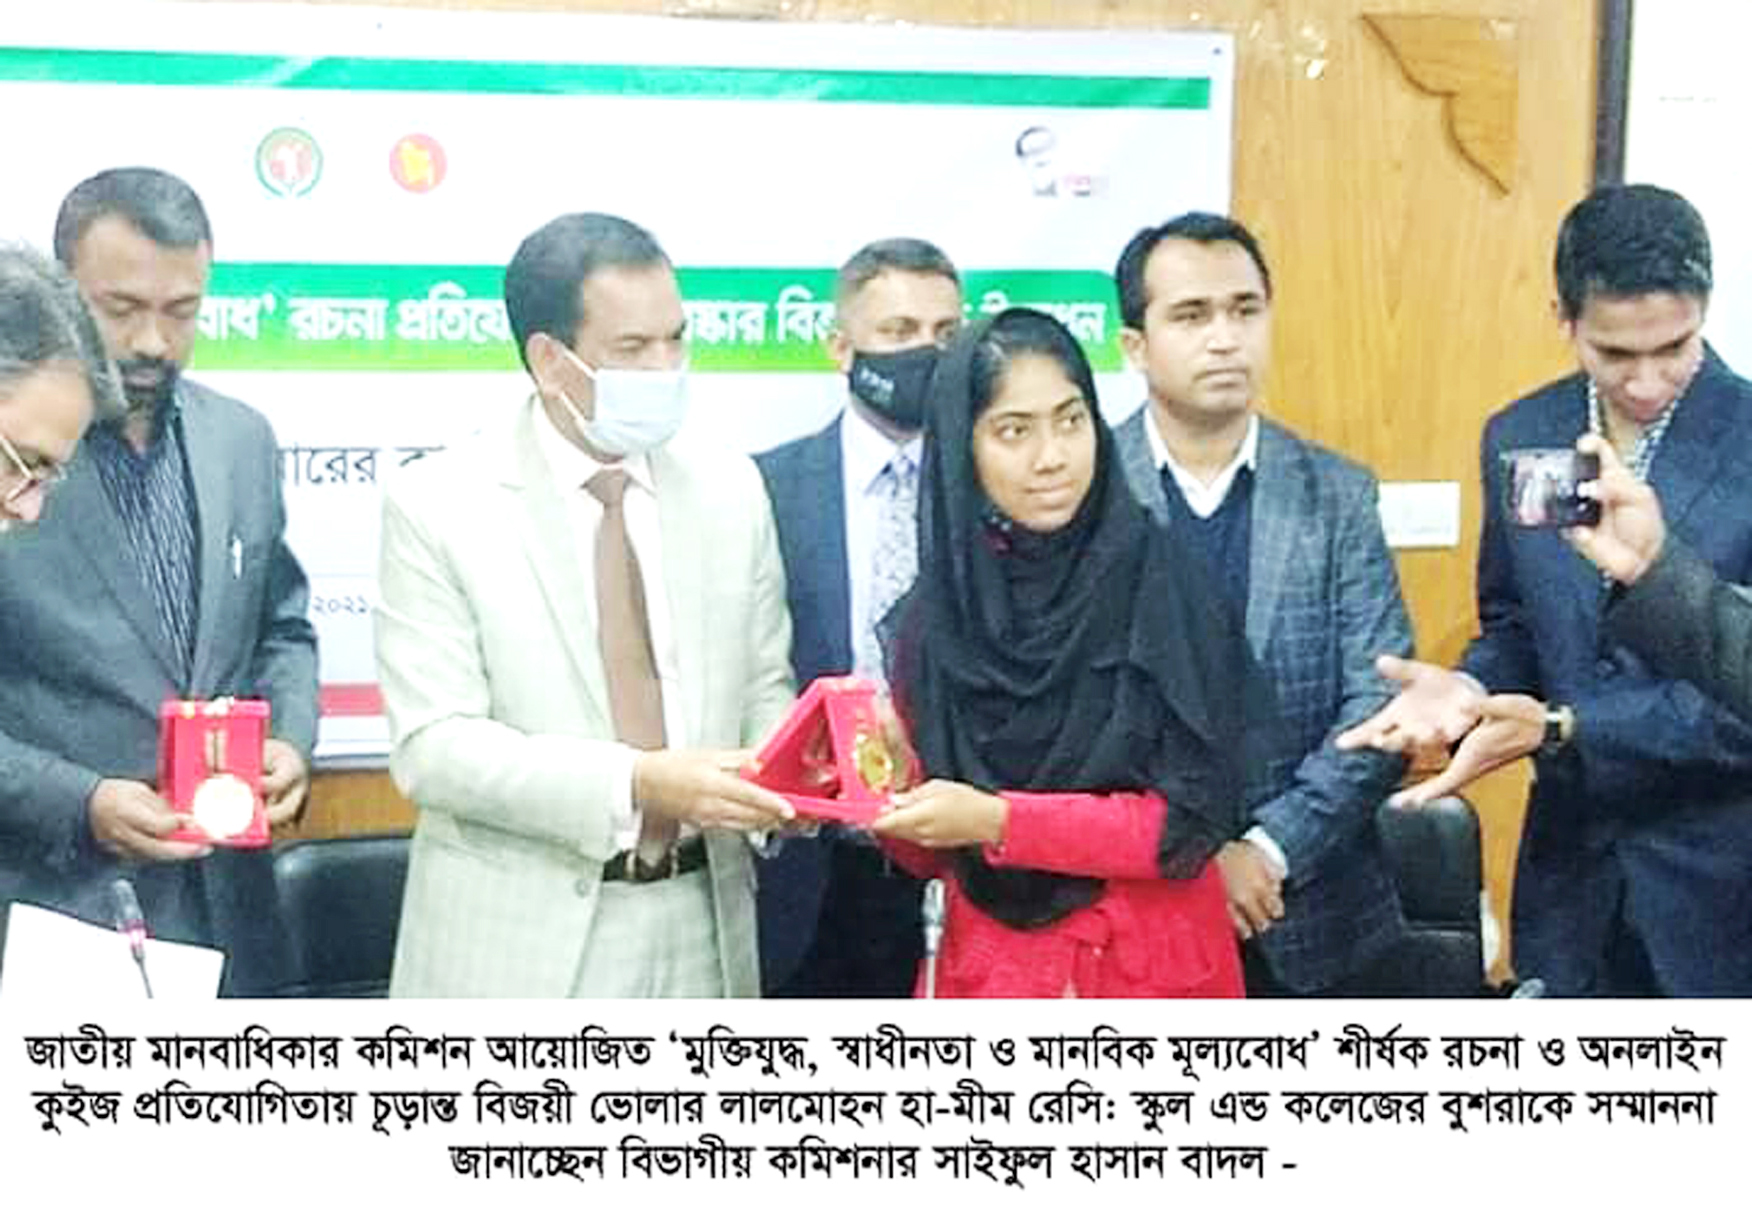 বোধ' রচনা প্রতিযো
স্কার বি
২০২১
জাতীয় মানবাধিকার কমিশন আয়োজিত ‘মুক্তিযুদ্ধ, স্বাধীনতা ও মানবিক মূল্যবোধ’ শীর্ষক রচনা ও অনলাইন
কুইজ প্রতিযোগিতায় চূড়ান্ত বিজয়ী ভোলার লালমোহন হা-মীম রেসি: স্কুল এন্ড কলেজের বুশরাকে সম্মাননা
জানাচ্ছেন বিভাগীয় কমিশনার সাইফুল হাসান বাদল -